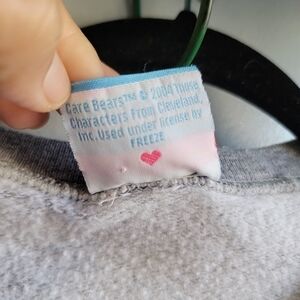 Care Bears™ © 2004 Those
Characters From Cleveland,
Inc. Used under license by
FREEZE